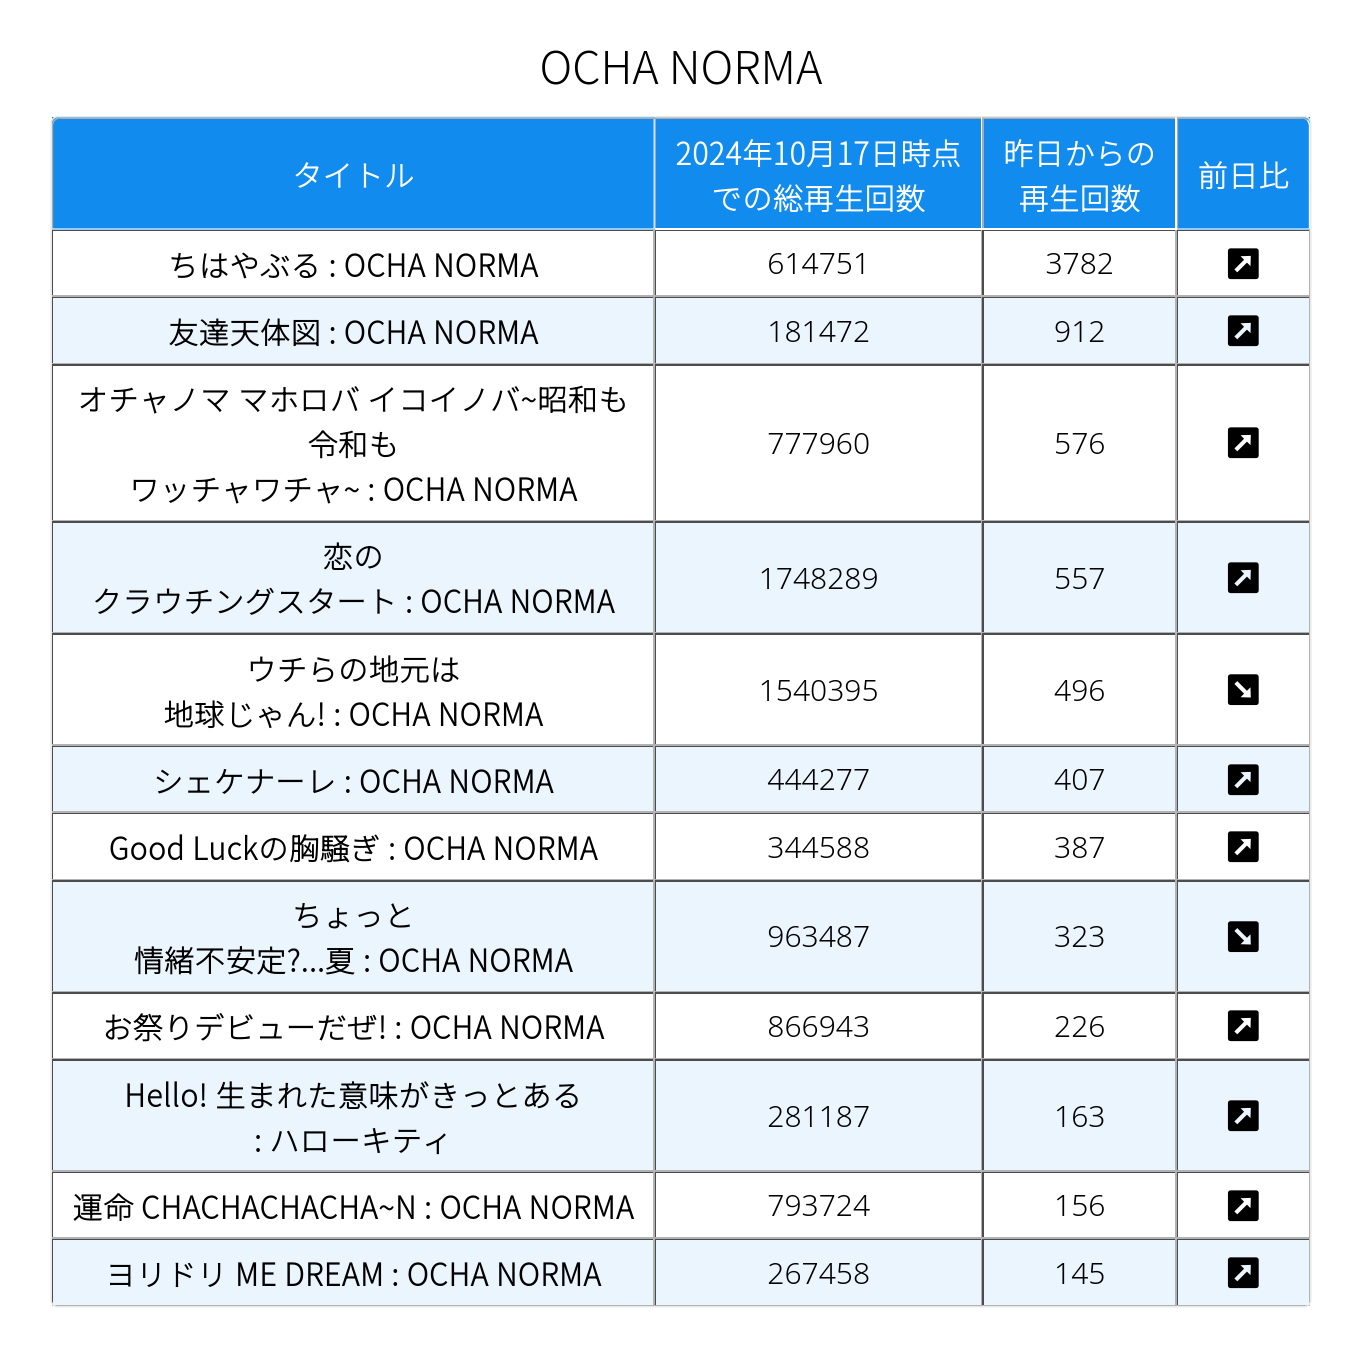 OCHA NORMA
タイトル
2024年10月17日時点
での総再生回数
昨日からの
再生回数
前日比
ちはやぶる : OCHA NORMA
614751
3782
友達天体図 : OCHA NORMA
181472
912
オチャノマ マホロバ イコイノバ~昭和も
令和も
ワッチャワチャ~ : OCHA NORMA
777960
576
恋の
クラウチングスタート : OCHA NORMA
1748289
557
ウチらの地元は
地球じゃん! : OCHA NORMA
1540395
496
シェケナーレ : OCHA NORMA
444277
407
Good Luckの胸騒ぎ : OCHA NORMA
344588
387
ちょっと
情緒不安定?...夏 : OCHA NORMA
963487
323
お祭りデビューだぜ! : OCHA NORMA
866943
226
Hello! 生まれた意味がきっとある
: ハローキティ
281187
163
運命 CHACHACHACHA~N : OCHA NORMA
793724
156
ヨリドリ ME DREAM : OCHA NORMA
267458
145